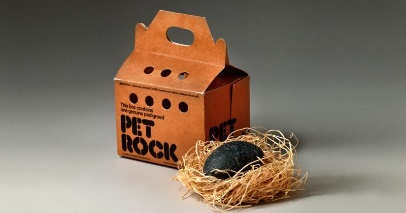 This box contains
one genuine pedigreed
PET
ROCK
PET